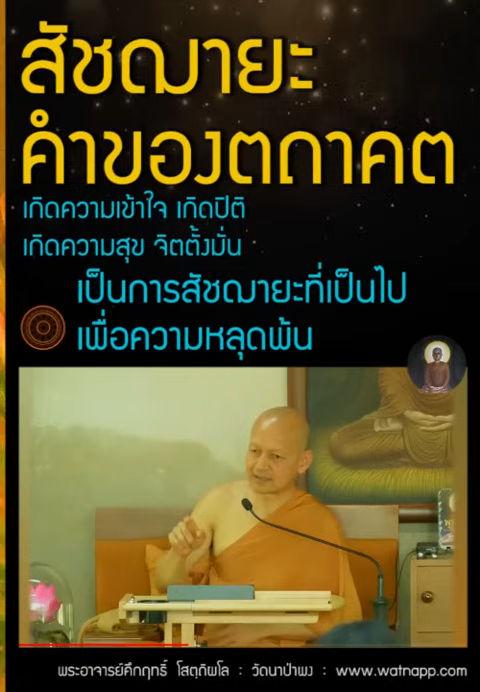 สัชฌายะ
คำของตถาคต
เกิดความเข้าใจ เกิดปิติ
เกิดความสุข จิตตั้งมั่น
เป็นการสัชฌายะที่เป็นไป
เพื่อความหลุดพ้น
พระอาจารย์คึกฤทธิ์ โสตฺถิผโล : วัดนาป่าพง : www.watnapp.com